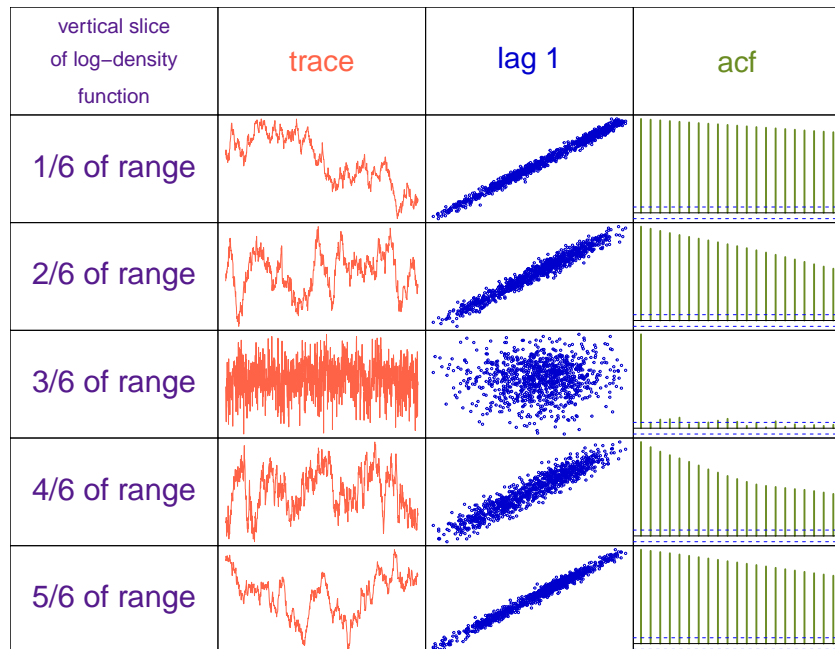 vertical slice
of log−density
function
trace
lag 1
acf
1/6 of range
2/6 of range
3/6 of range
4/6 of range
5/6 of range